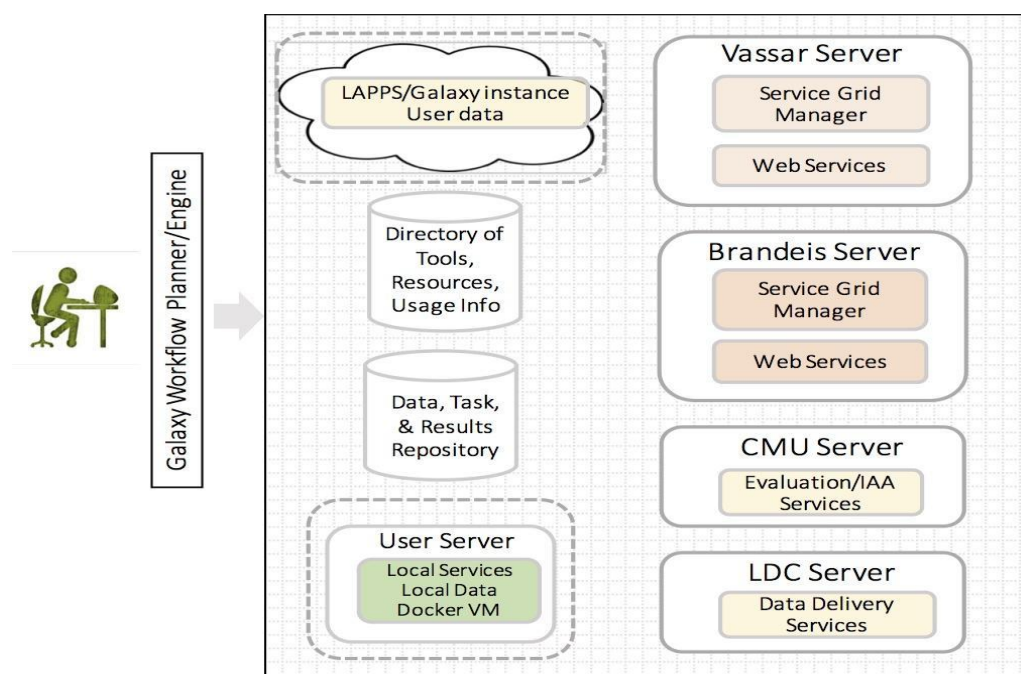 Galaxy Workflow Planner/Engine
LAPPS/Galaxy instance
User data
Directory of
Tools,
Resources,
Usage Info
Data, Task,
& Results
Repository
User Server
Local Services
Local Data
Docker VM
Vassar Server
Service Grid
Manager
Web Services
Brandeis Server
Service Grid
Manager
Web Services
CMU Server
Evaluation/IAA
Services
LDC Server
Data Delivery
Services